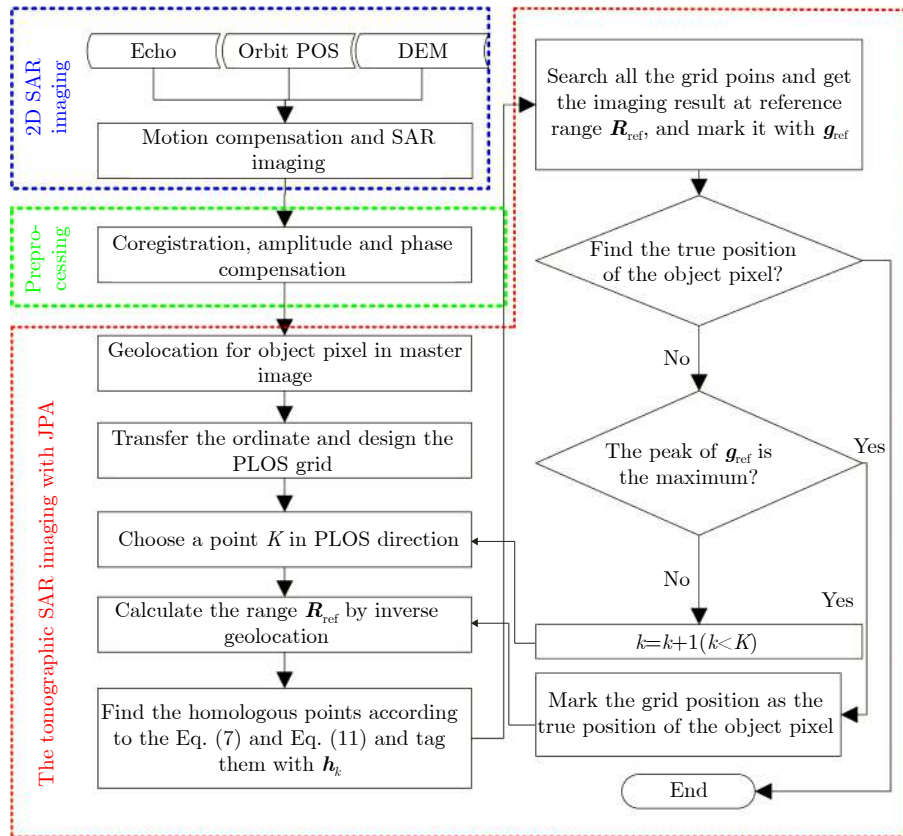 2D SAR
imaging
Echo
Orbit POS
DEM
Motion compensation and SAR
imaging
Prepro-
cessing
Coregistration, amplitude and phase
compensation
The tomographic SAR imaging with JPA
Geolocation for object pixel in master
image
Transfer the ordinate and design the
PLOS grid
Choose a point K in PLOS direction
Calculate the range R_ref by inverse
geolocation
Find the homologous points according
to the Eq. (7) and Eq. (11) and tag
them with h_k
Search all the grid poins and get
the imaging result at reference
range R_ref, and mark it with g_ref
Find the true position
of the object pixel?
No
Yes
The peak of g_ref is
the maximum?
No
Yes
k=k+1(k<K)
Mark the grid position as the
true position of the object pixel
End